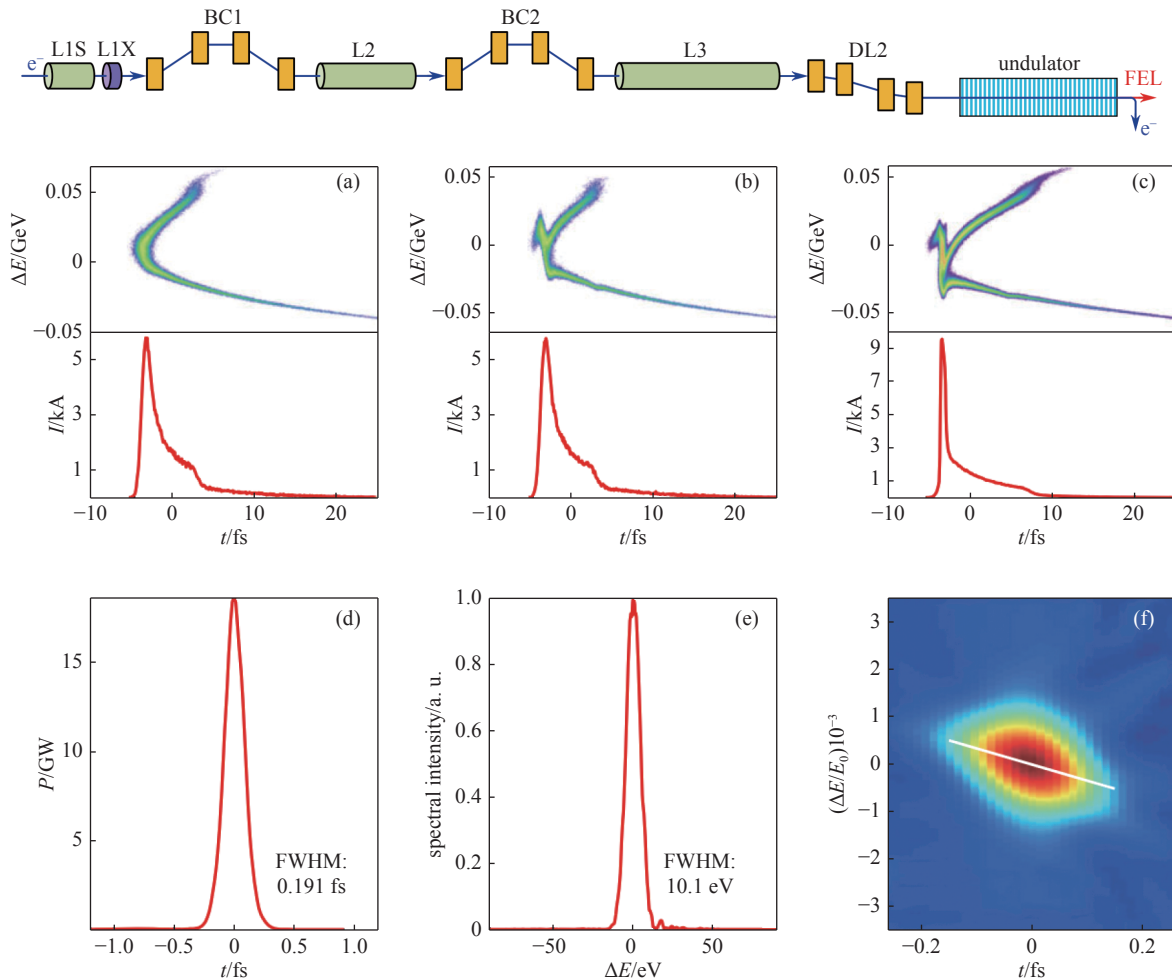 BC1
BC2
L1S
L1X
L2
L3
DL2
undulator
FEL
e⁻
e⁻
(a)
(b)
(c)
0.05
0
−0.05
ΔE/GeV
0.05
0
−0.05
ΔE/GeV
0.05
0
−0.05
ΔE/GeV
5
3
1
I/kA
5
3
1
I/kA
9
7
5
3
1
I/kA
−10 0 10 20
−10 0 10 20
−10 0 10 20
t/fs
t/fs
t/fs
(d)
15
10
5
P/GW
FWHM:
0.191 fs
−1.0 −0.5 0 0.5 1.0
t/fs
(e)
1.0
0.8
0.6
0.4
0.2
0
spectral intensity/a. u.
FWHM:
10.1 eV
−50 0 50
ΔE/eV
(f)
3
2
1
0
−1
−2
−3
(ΔE/E₀)10⁻³
−0.2 0 0.2
t/fs